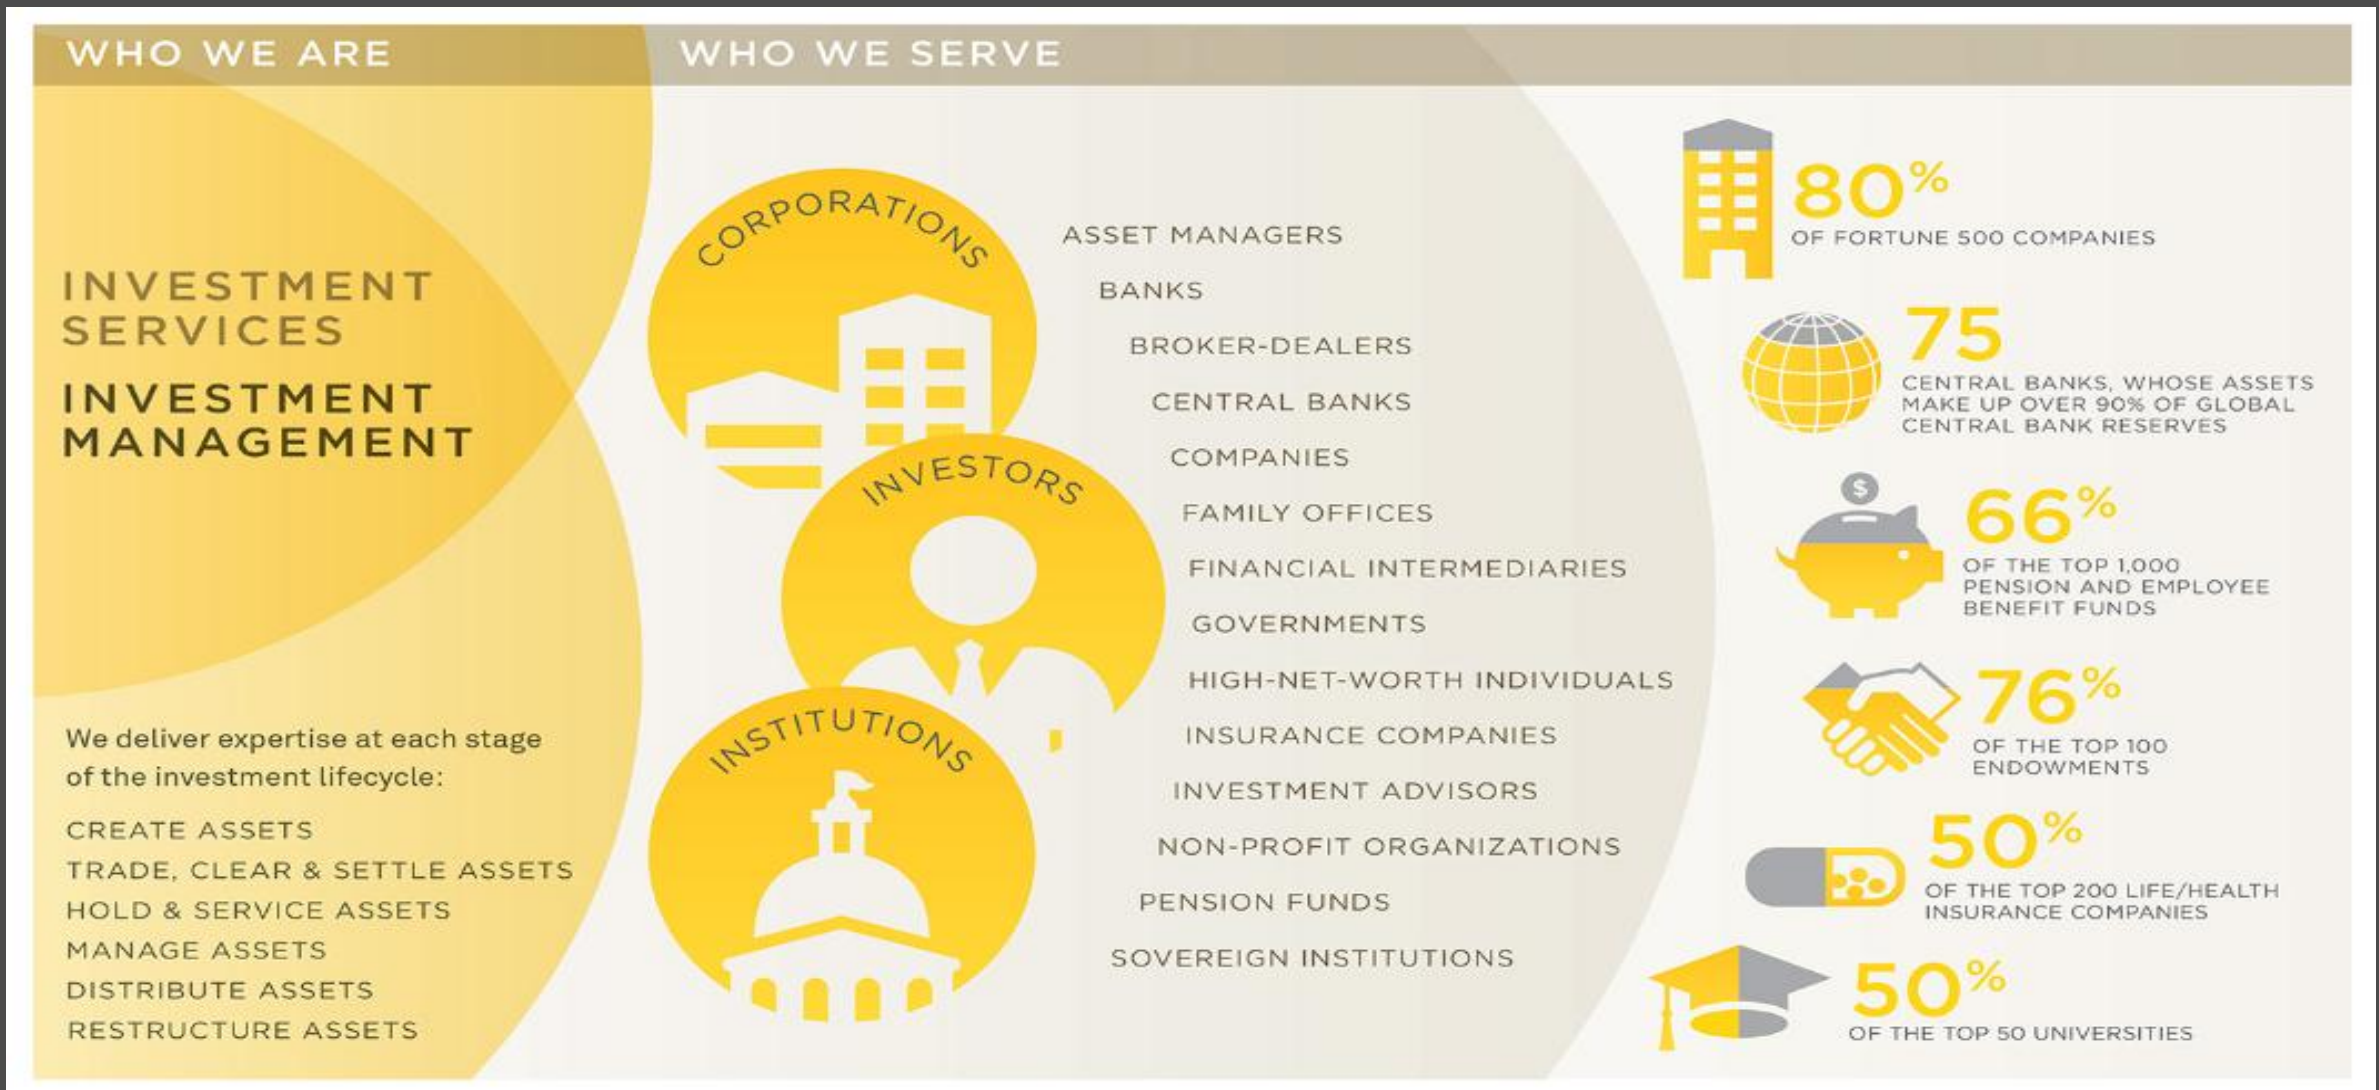 WHO WE ARE
INVESTMENT
SERVICES
INVESTMENT
MANAGEMENT
We deliver expertise at each stage
of the investment lifecycle:
CREATE ASSETS
TRADE, CLEAR & SETTLE ASSETS
HOLD & SERVICE ASSETS
MANAGE ASSETS
DISTRIBUTE ASSETS
RESTRUCTURE ASSETS
WHO WE SERVE
CORPORATIONS
INVESTORS
INSTITUTIONS
ASSET MANAGERS
BANKS
BROKER-DEALERS
CENTRAL BANKS
COMPANIES
FAMILY OFFICES
FINANCIAL INTERMEDIARIES
GOVERNMENTS
HIGH-NET-WORTH INDIVIDUALS
INSURANCE COMPANIES
INVESTMENT ADVISORS
NON-PROFIT ORGANIZATIONS
PENSION FUNDS
SOVEREIGN INSTITUTIONS
80%
OF FORTUNE 500 COMPANIES
75
CENTRAL BANKS, WHOSE ASSETS
MAKE UP OVER 90% OF GLOBAL
CENTRAL BANK RESERVES
$
66%
OF THE TOP 1,000
PENSION AND EMPLOYEE
BENEFIT FUNDS
76%
OF THE TOP 100
ENDOWMENTS
50%
OF THE TOP 200 LIFE/HEALTH
INSURANCE COMPANIES
50%
OF THE TOP 50 UNIVERSITIES